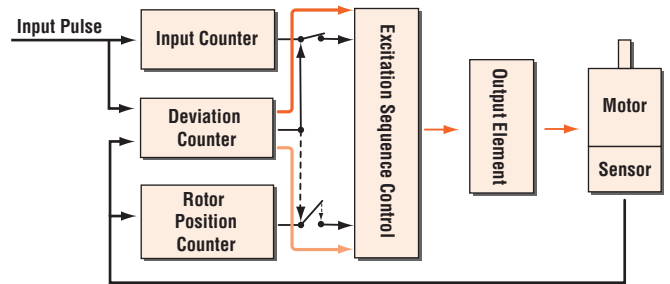 Input Pulse
Input Counter
Deviation
Counter
Rotor
Position
Counter
Excitation Sequence Control
Output Element
Motor
Sensor